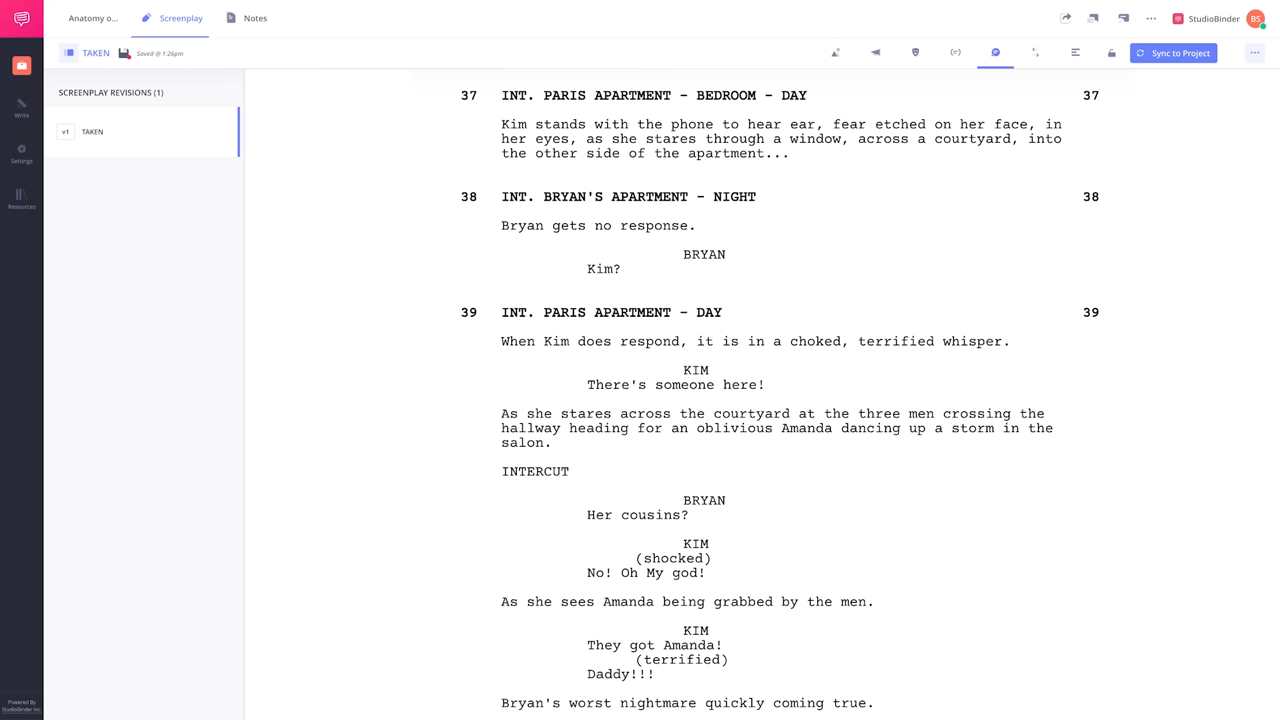 Anatomy o...
Screenplay
Notes
StudioBinder
BS
TAKEN
Saved @ 1:26pm
Sync to Project
Write
Settings
Resources
Powered By
StudioBinder Inc.
SCREENPLAY REVISIONS (1)
v1 TAKEN
37 INT. PARIS APARTMENT - BEDROOM - DAY 37
Kim stands with the phone to hear ear, fear etched on her face, in
her eyes, as she stares through a window, across a courtyard, into
the other side of the apartment...
38 INT. BRYAN'S APARTMENT - NIGHT 38
Bryan gets no response.
BRYAN
Kim?
39 INT. PARIS APARTMENT - DAY 39
When Kim does respond, it is in a choked, terrified whisper.
KIM
There's someone here!
As she stares across the courtyard at the three men crossing the
hallway heading for an oblivious Amanda dancing up a storm in the
salon.
INTERCUT
BRYAN
Her cousins?
KIM
(shocked)
No! Oh My god!
As she sees Amanda being grabbed by the men.
KIM
They got Amanda!
(terrified)
Daddy!!!
Bryan's worst nightmare quickly coming true.